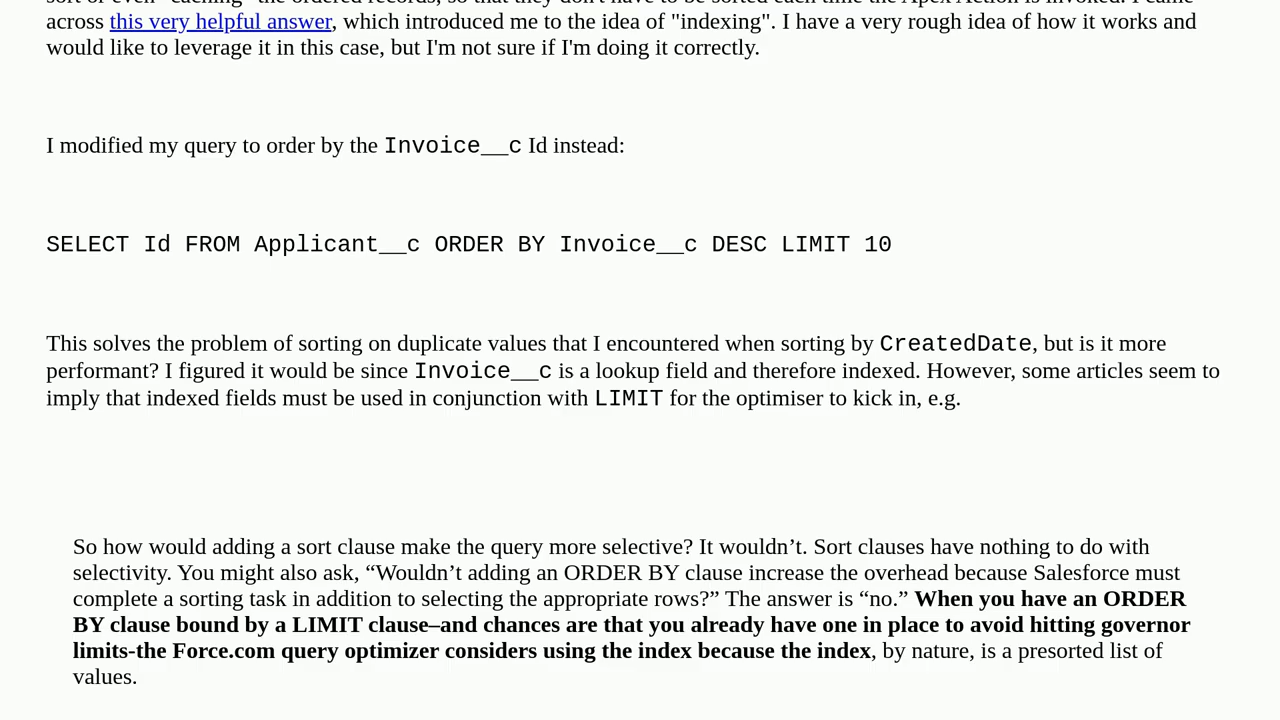 across this very helpful answer, which introduced me to the idea of "indexing". I have a very rough idea of how it works and
would like to leverage it in this case, but I'm not sure if I'm doing it correctly.
I modified my query to order by the Invoice__c Id instead:
SELECT Id FROM Applicant__c ORDER BY Invoice__c DESC LIMIT 10
This solves the problem of sorting on duplicate values that I encountered when sorting by CreatedDate, but is it more
performant? I figured it would be since Invoice__c is a lookup field and therefore indexed. However, some articles seem to
imply that indexed fields must be used in conjunction with LIMIT for the optimiser to kick in, e.g.
So how would adding a sort clause make the query more selective? It wouldn’t. Sort clauses have nothing to do with
selectivity. You might also ask, “Wouldn’t adding an ORDER BY clause increase the overhead because Salesforce must
complete a sorting task in addition to selecting the appropriate rows?” The answer is “no.” When you have an ORDER
BY clause bound by a LIMIT clause–and chances are that you already have one in place to avoid hitting governor
limits-the Force.com query optimizer considers using the index because the index, by nature, is a presorted list of
values.